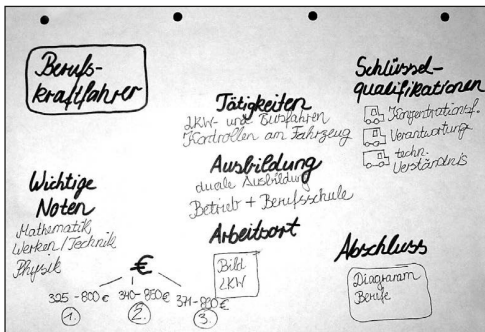 Berufs-
kraftfahrer
Tätigkeiten
LKW- und Busfahren
Kontrollen am Fahrzeug
Schlüssel-
qualifikationen
Konzentrationsf.
Verantwortung
techn.
Verständnis
Wichtige
Noten
Mathematik
Werken/Technik
Physik
Ausbildung
duale Ausbildung
Betrieb + Berufsschule
Arbeitsort
Bild
LKW
Abschluss
Diagramm
Berufe
€
325-800€ 340-850€ 371-890€
1. 2. 3.